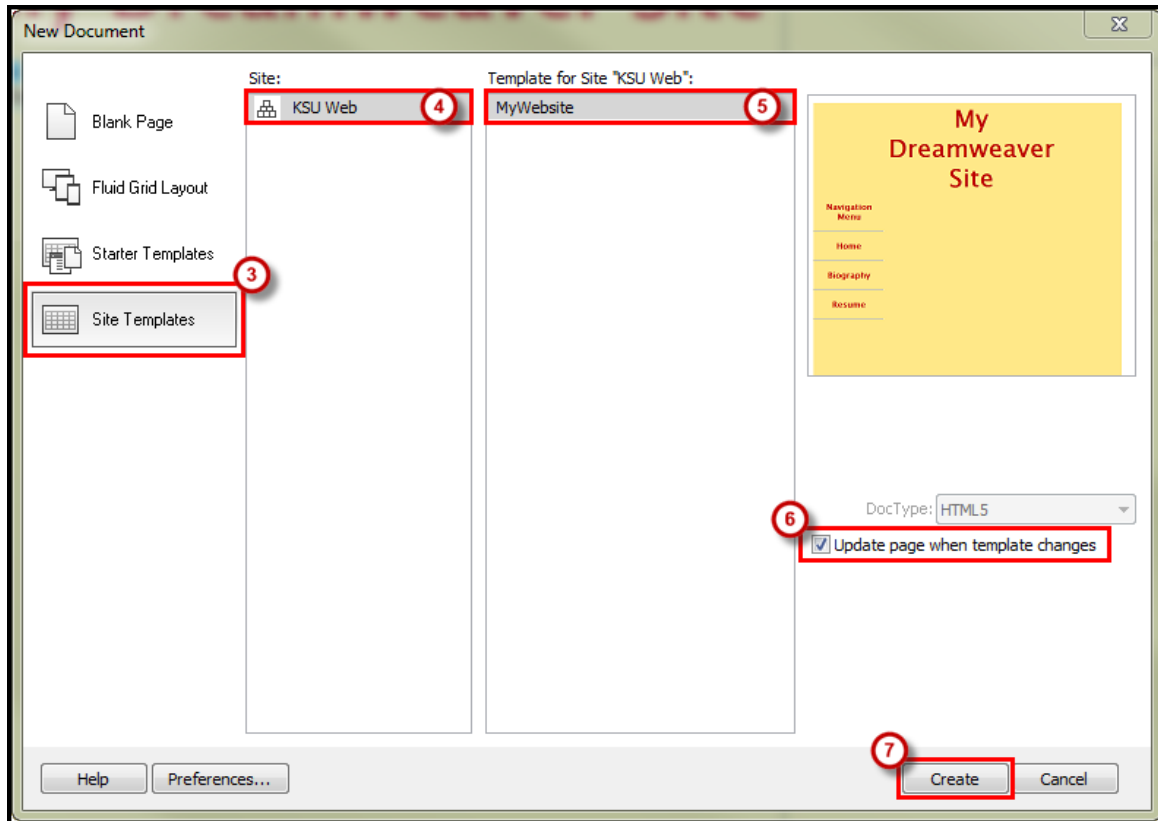 New Document
Site:
Template for Site "KSU Web":
Blank Page
Fluid Grid Layout
Starter Templates
3
Site Templates
KSU Web
4
MyWebsite
5
My
Dreamweaver
Site
Navigation
Menu
Home
Biography
Resume
DocType: HTML5
6
Update page when template changes
7
Help
Preferences...
Create
Cancel